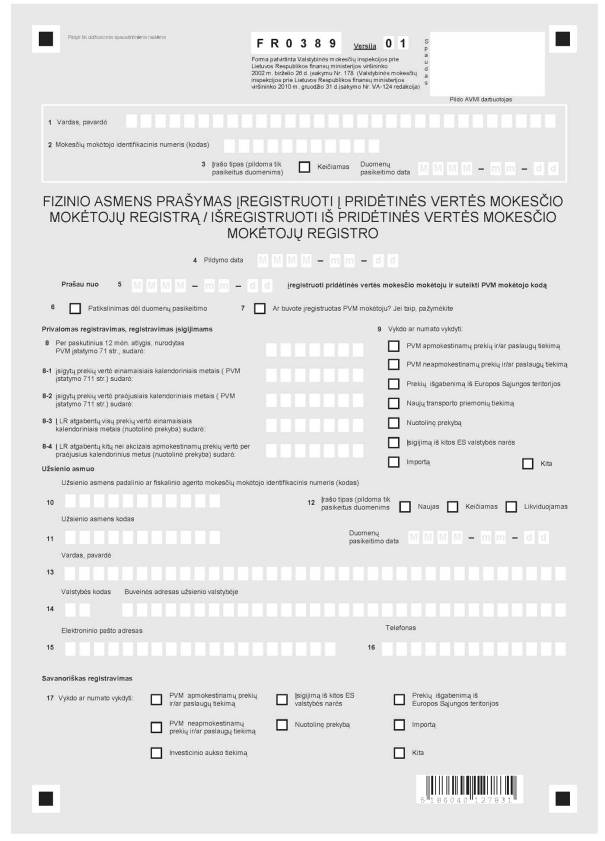 Pildyti tik didžiosiomis spausdintinėmis raidėmis
FR0389 Versija 01
Spaudas
Forma patvirtinta Valstybinės mokesčių inspekcijos prie
Lietuvos Respublikos finansų ministerijos viršininko
2002 m. birželio 26 d. įsakymu Nr. 178 (Valstybinės mokesčių
inspekcijos prie Lietuvos Respublikos finansų ministerijos
viršininko 2010 m. gruodžio 31 d. įsakymo Nr. VA-124 redakcija)
Pildo AVMI darbuotojas
1 Vardas, pavardė
2 Mokesčių mokėtojo identifikacinis numeris (kodas)
3 Įrašo tipas (pildoma tik
pasikeitus duomenims) Keičiamas Duomenų
pasikeitimo data MMMM – mm – dd
FIZINIO ASMENS PRAŠYMAS ĮREGISTRUOTI Į PRIDĖTINĖS VERTĖS MOKESČIO
MOKĖTOJŲ REGISTRĄ / IŠREGISTRUOTI IŠ PRIDĖTINĖS VERTĖS MOKESČIO
MOKĖTOJŲ REGISTRO
4 Pildymo data MMMM – mm – dd
Prašau nuo 5 MMMM – mm – dd įregistruoti pridėtinės vertės mokesčio mokėtoju ir suteikti PVM mokėtojo kodą
6 Patikslinimas dėl duomenų pasikeitimo 7 Ar buvote įregistruotas PVM mokėtoju? Jei taip, pažymėkite
Privalomas registravimas, registravimas įsigijimams
8 Per paskutinius 12 mėn. atlygis, nurodytas
PVM įstatymo 71 str., sudarė:
8-1 įsigytų prekių vertė einamaisiais kalendoriniais metais ( PVM
įstatymo 711 str.) sudarė:
8-2 įsigytų prekių vertė praėjusiais kalendoriniais metais ( PVM
įstatymo 711 str.) sudarė:
8-3 Į LR atgabentų visų prekių vertė einamaisiais
kalendoriniais metais (nuotolinė prekyba) sudarė:
8-4 Į LR atgabentų kitų nei akcizais apmokestinamų prekių vertė per
praėjusius kalendorinius metus (nuotolinė prekyba) sudarė:
9 Vykdo ar numato vykdyti:
PVM apmokestinamų prekių ir/ar paslaugų tiekimą
PVM neapmokestinamų prekių ir/ar paslaugų tiekimą
Prekių išgabenimą iš Europos Sąjungos teritorijos
Naujų transporto priemonių tiekimą
Nuotolinę prekybą
Įsigijimą iš kitos ES valstybės narės
Importą Kita
Užsienio asmuo
Užsienio asmens padalinio ar fiskalinio agento mokesčių mokėtojo identifikacinis numeris (kodas)
10
12 Įrašo tipas (pildoma tik
pasikeitus duomenims Naujas Keičiamas Likviduojamas
Užsienio asmens kodas
11
Duomenų
pasikeitimo data MMMM – mm – dd
Vardas, pavardė
13
Valstybės kodas Buveinės adresas užsienio valstybėje
14
Elektroninio pašto adresas Telefonas
15 16
Savanoriškas registravimas
17 Vykdo ar numato vykdyti:
PVM apmokestinamų prekių
ir/ar paslaugų tiekimą
Įsigijimą iš kitos ES
valstybės narės
Prekių išgabenimą iš
Europos Sąjungos teritorijos
PVM neapmokestinamų
prekių ir/ar paslaugų tiekimą
Nuotolinę prekybą
Importą
Investicinio aukso tiekimą
Kita
5 186040 127831